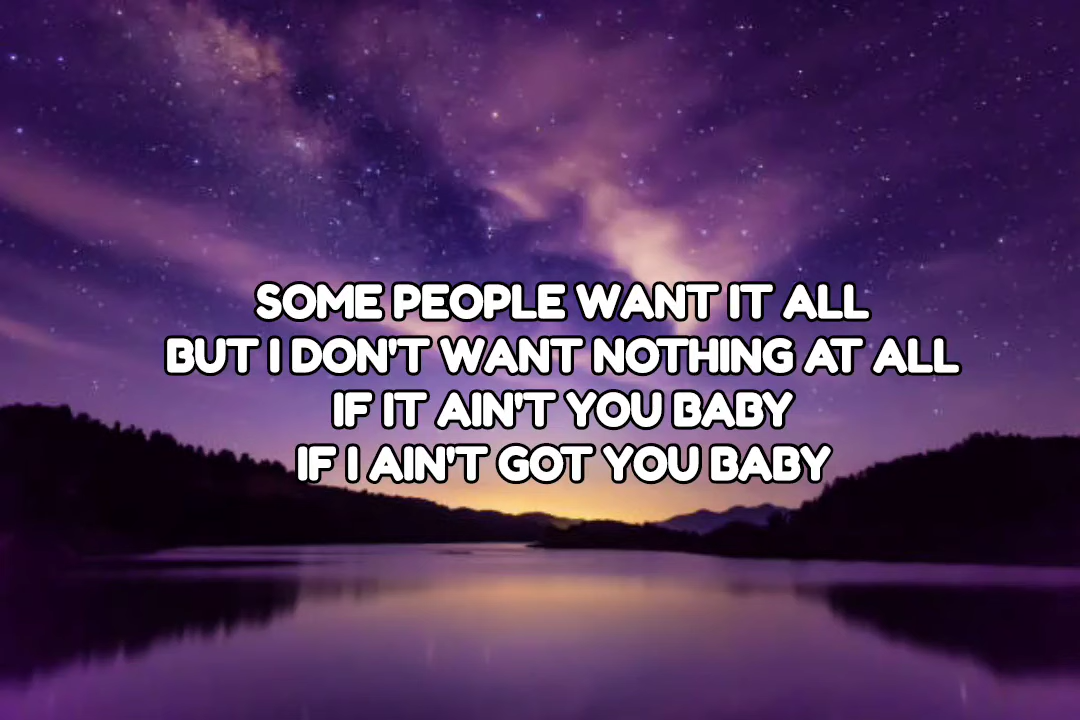 SOME PEOPLE WANT IT ALL
BUT I DON'T WANT NOTHING AT ALL
IF IT AIN'T YOU BABY
IF I AIN'T GOT YOU BABY